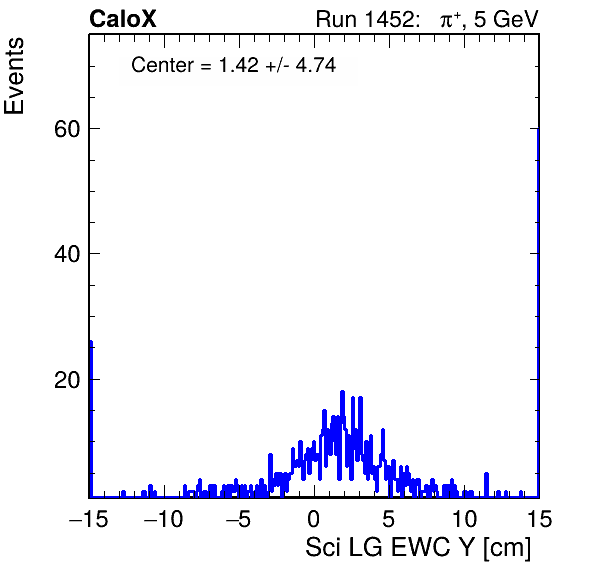 CaloX Run 1452: π⁺, 5 GeV
Center = 1.42 +/- 4.74
Events
60
40
20
−15 −10 −5 0 5 10 15
Sci LG EWC Y [cm]